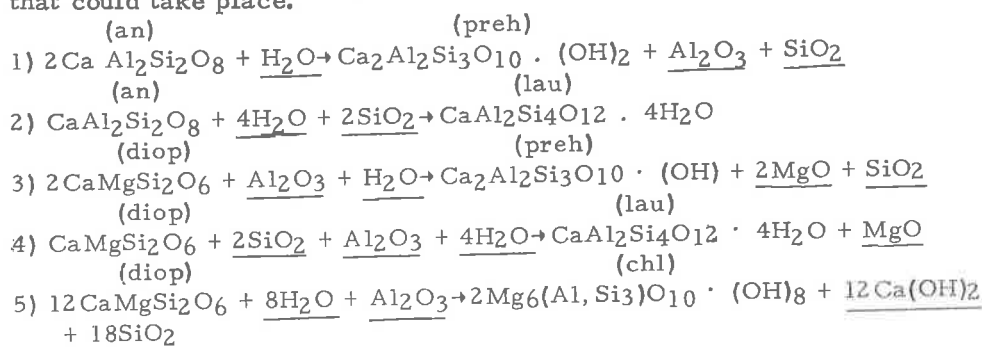 that could take place.
(an) (preh)
1) 2Ca Al₂Si₂O₈ + H₂O→ Ca₂Al₂Si₃O₁₀ . (OH)₂ + Al₂O₃ + SiO₂
(an) (lau)
2) CaAl₂Si₂O₈ + 4H₂O + 2SiO₂→ CaAl₂Si₄O₁₂ . 4H₂O
(diop) (preh)
3) 2CaMgSi₂O₆ + Al₂O₃ + H₂O→ Ca₂Al₂Si₃O₁₀ · (OH) + 2MgO + SiO₂
(diop) (lau)
4) CaMgSi₂O₆ + 2SiO₂ + Al₂O₃ + 4H₂O→ CaAl₂Si₄O₁₂ · 4H₂O + MgO
(diop) (chl)
5) 12CaMgSi₂O₆ + 8H₂O + Al₂O₃→2Mg₆(Al, Si₃)O₁₀ · (OH)₈ + 12Ca(OH)₂
+ 18SiO₂